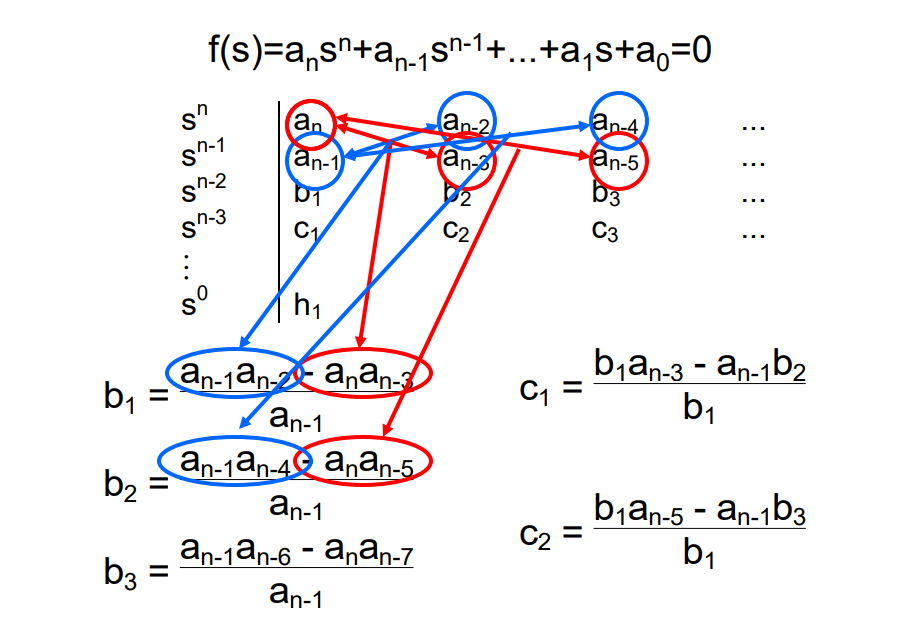 f(s)=aₙsⁿ+aₙ₋₁sⁿ⁻¹+...+a₁s+a₀=0
sⁿ aₙ aₙ₋₂ aₙ₋₄ ...
sⁿ⁻¹ aₙ₋₁ aₙ₋₃ aₙ₋₅ ...
sⁿ⁻² b₁ b₂ b₃ ...
sⁿ⁻³ c₁ c₂ c₃ ...
⋮
s⁰ h₁
b₁ = (aₙ₋₁aₙ₋₂ - aₙaₙ₋₃) / aₙ₋₁
b₂ = (aₙ₋₁aₙ₋₄ - aₙaₙ₋₅) / aₙ₋₁
b₃ = (aₙ₋₁aₙ₋₆ - aₙaₙ₋₇) / aₙ₋₁
c₁ = (b₁aₙ₋₃ - aₙ₋₁b₂) / b₁
c₂ = (b₁aₙ₋₅ - aₙ₋₁b₃) / b₁